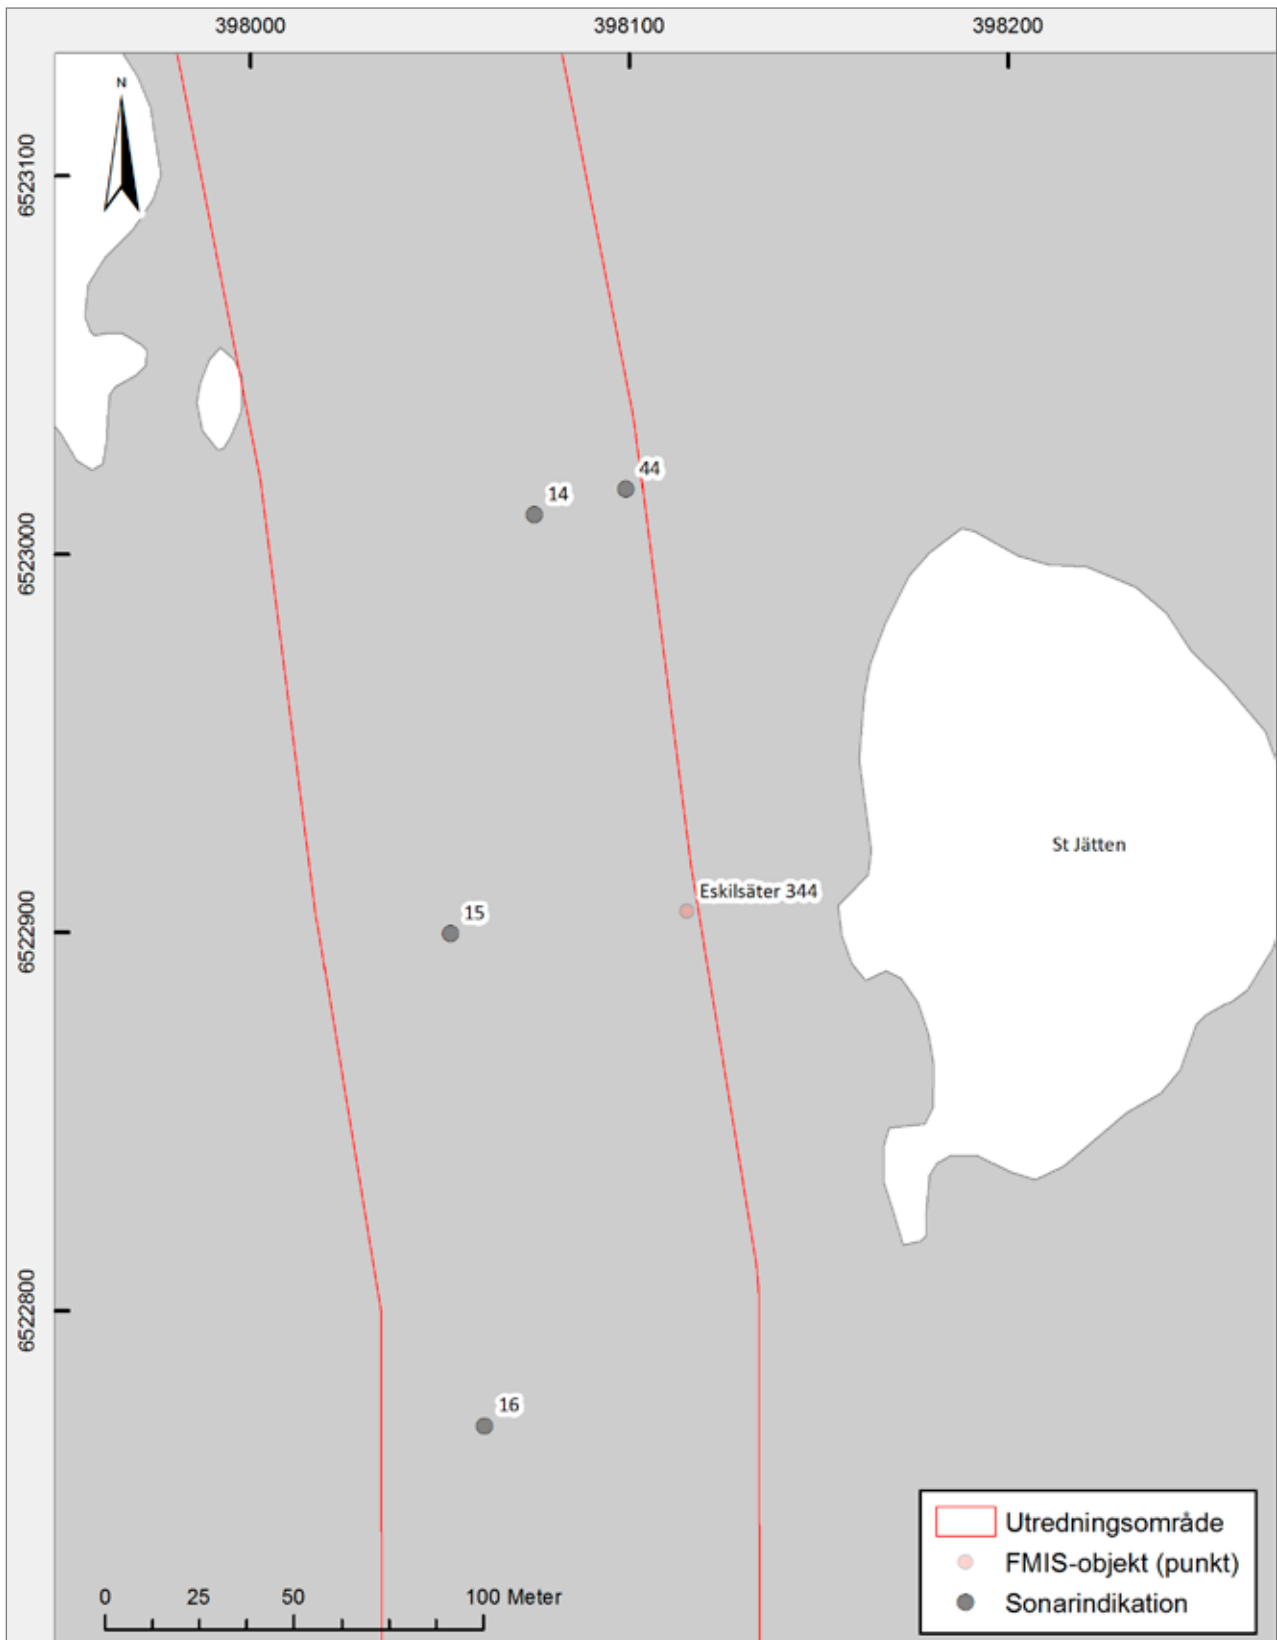 398000
398100
398200
N
6523100
44
14
6523000
St Jätten
Eskilsäter 344
15
6522900
6522800
16
Utredningsområde
FMIS-objekt (punkt)
Sonarindikation
0 25 50 100 Meter